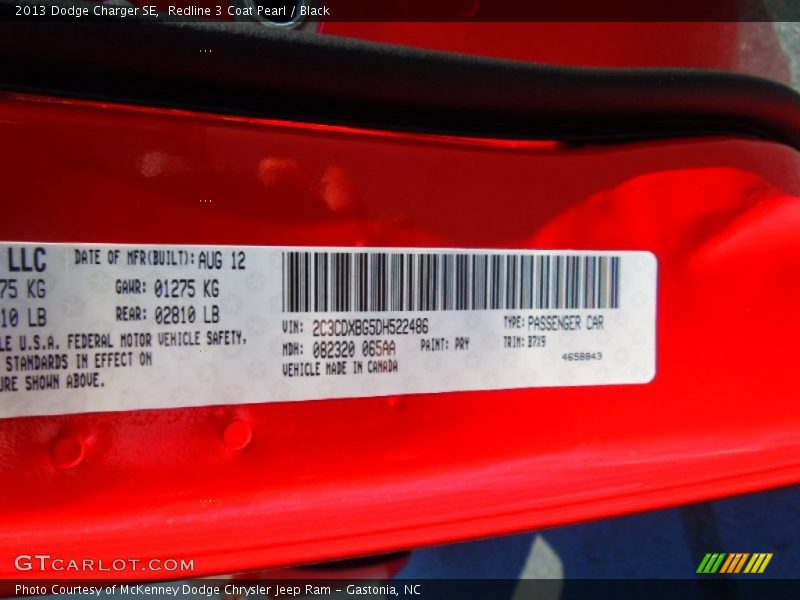 2013 Dodge Charger SE, Redline 3 Coat Pearl / Black
LLC DATE OF MFR(BUILT): AUG 12
75 KG GAWR: 01275 KG
10 LB REAR: 02810 LB
LE U.S.A. FEDERAL MOTOR VEHICLE SAFETY,
STANDARDS IN EFFECT ON
URE SHOWN ABOVE.
VIN: 2C3CDXBG5DH522486 TYPE: PASSENGER CAR
MDH: 082320 065AA PAINT: PRY TRIM: B7X9
VEHICLE MADE IN CANADA 4658843
GTCARLOT.COM
Photo Courtesy of McKenney Dodge Chrysler Jeep Ram - Gastonia, NC